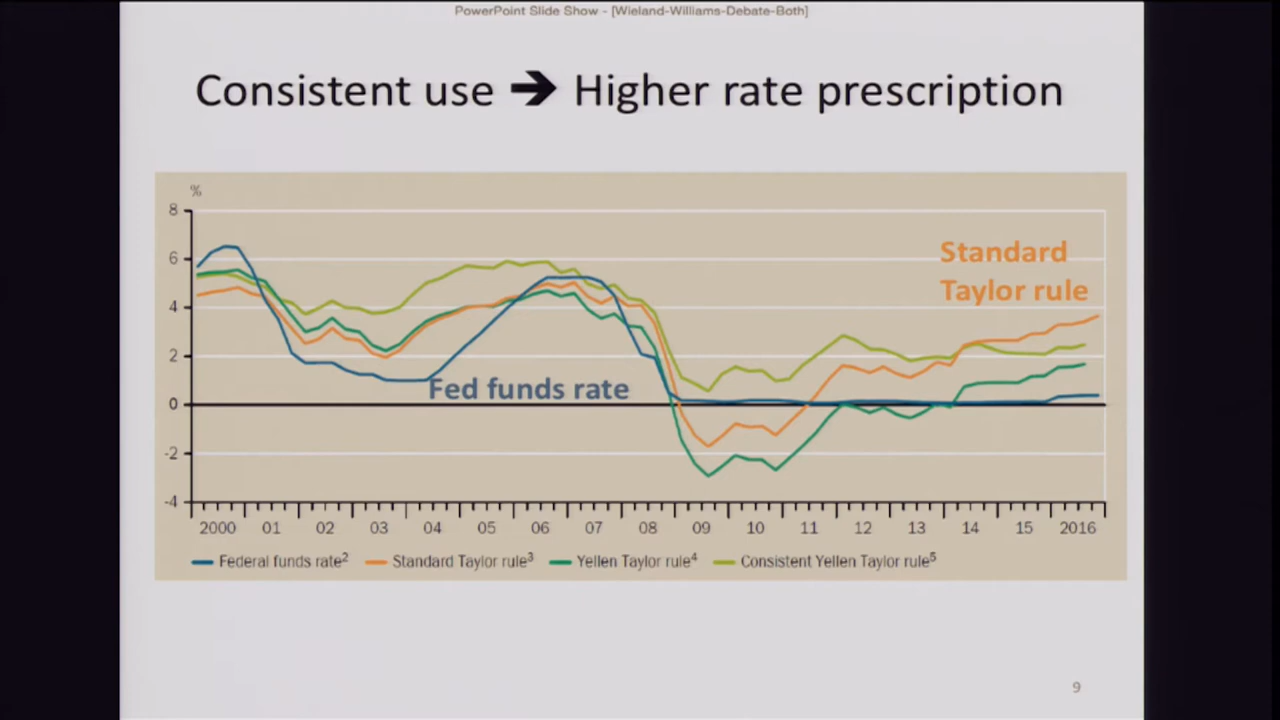 PowerPoint Slide Show - [Wieland-Williams-Debate-Both]
Consistent use ➔ Higher rate prescription
%
8
6
4
2
0
-2
-4
Standard
Taylor rule
Fed funds rate
2000 01 02 03 04 05 06 07 08 09 10 11 12 13 14 15 2016
Federal funds rate² Standard Taylor rule³ Yellen Taylor rule⁴ Consistent Yellen Taylor rule⁵
9